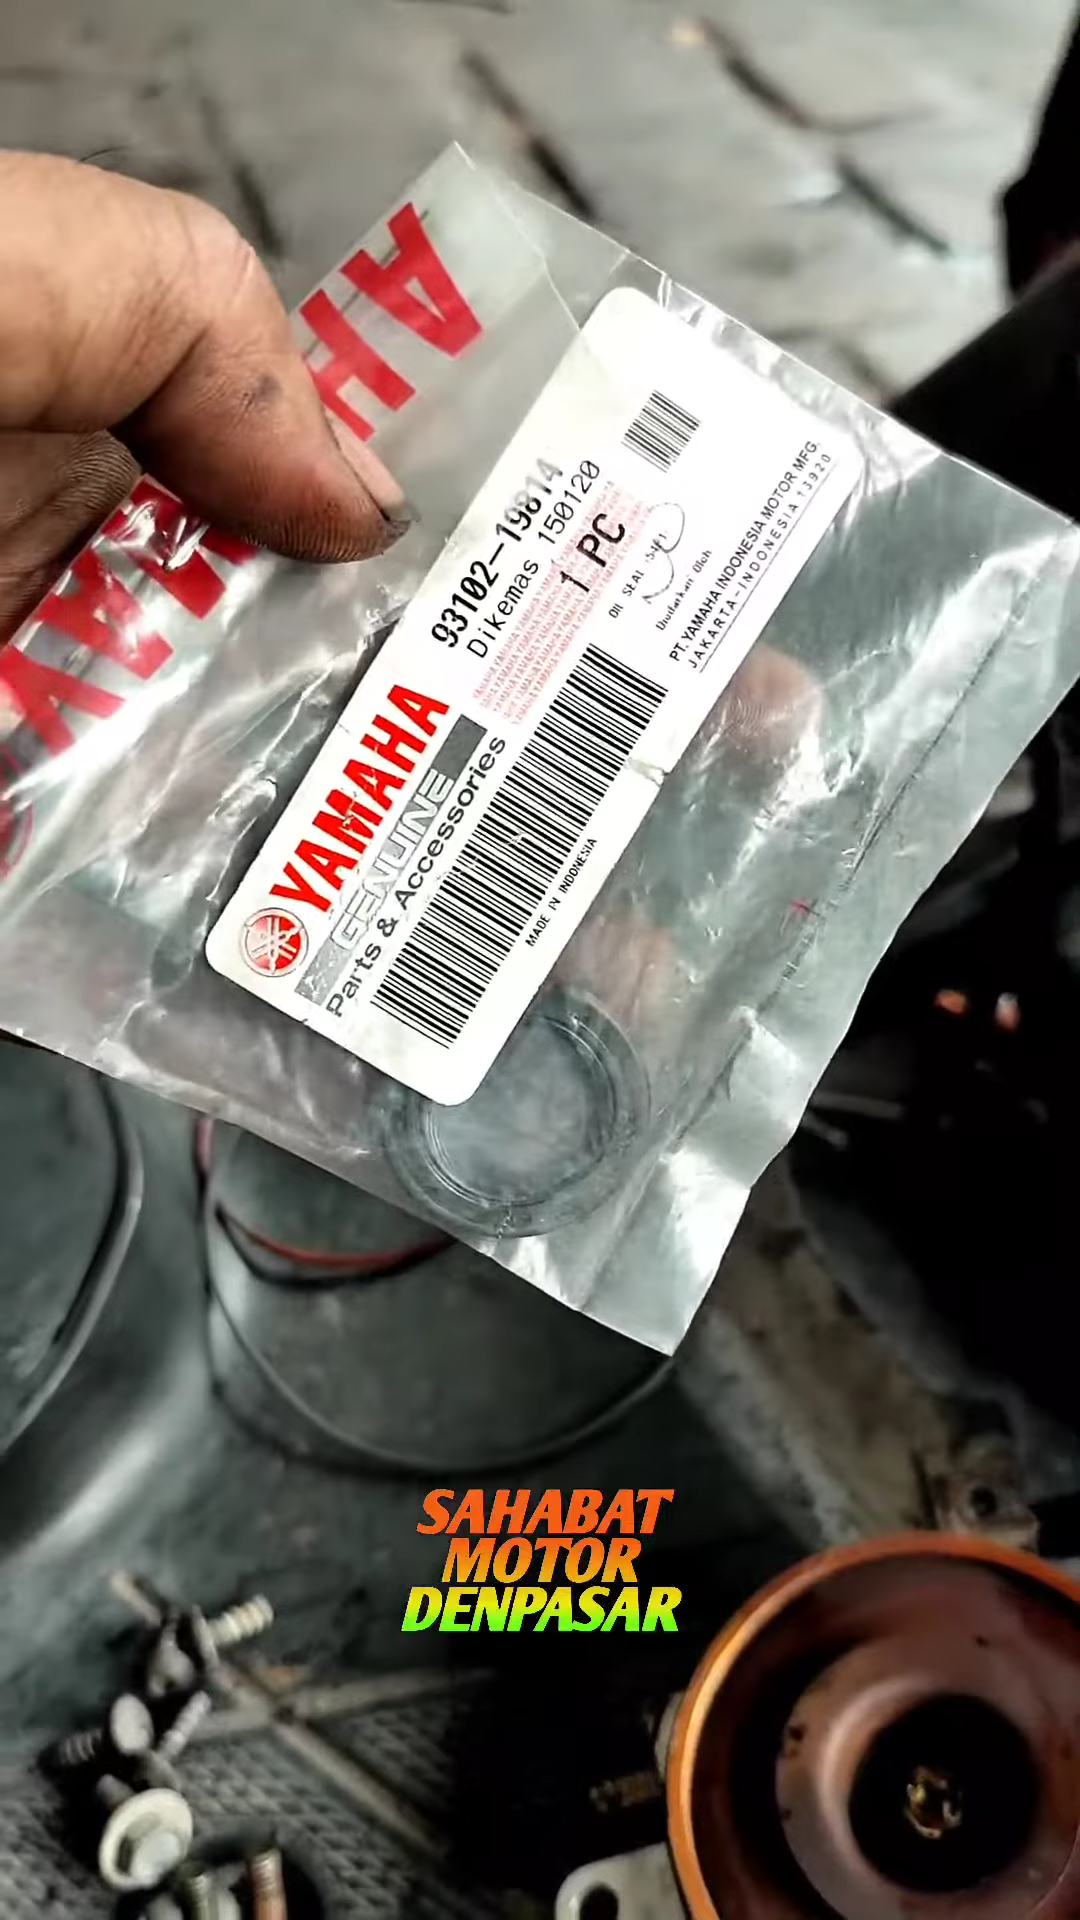 YAMAHA
93102-19814
Dikemas 150120
1 PC
OIL SEAL
Diedarkan Oleh
PT. YAMAHA INDONESIA MOTOR MFG.
JAKARTA-INDONESIA 13920
YAMAHA
GENUINE
Parts & Accessories
MADE IN INDONESIA
SAHABAT
MOTOR
DENPASAR